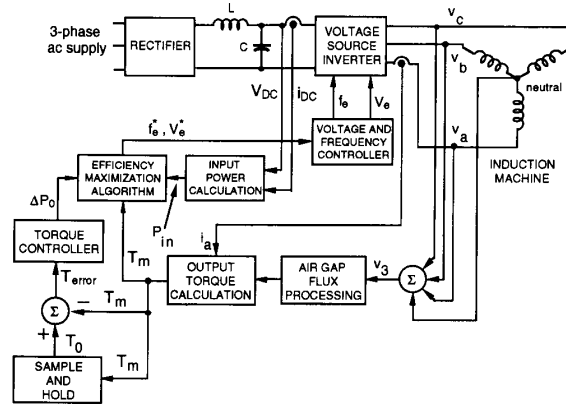 3-phase
ac supply
RECTIFIER
L
C
VOLTAGE
SOURCE
INVERTER
v_c
v_b
neutral
V_DC
i_DC
f_e
V_e
v_a
INDUCTION
MACHINE
f_e^*, V_e^*
VOLTAGE AND
FREQUENCY
CONTROLLER
EFFICIENCY
MAXIMIZATION
ALGORITHM
INPUT
POWER
CALCULATION
ΔP_0
P_in
i_a
TORQUE
CONTROLLER
T_m
OUTPUT
TORQUE
CALCULATION
AIR GAP
FLUX
PROCESSING
v_3
Σ
T_error
Σ
−
T_m
+
T_0
SAMPLE
AND
HOLD
T_m